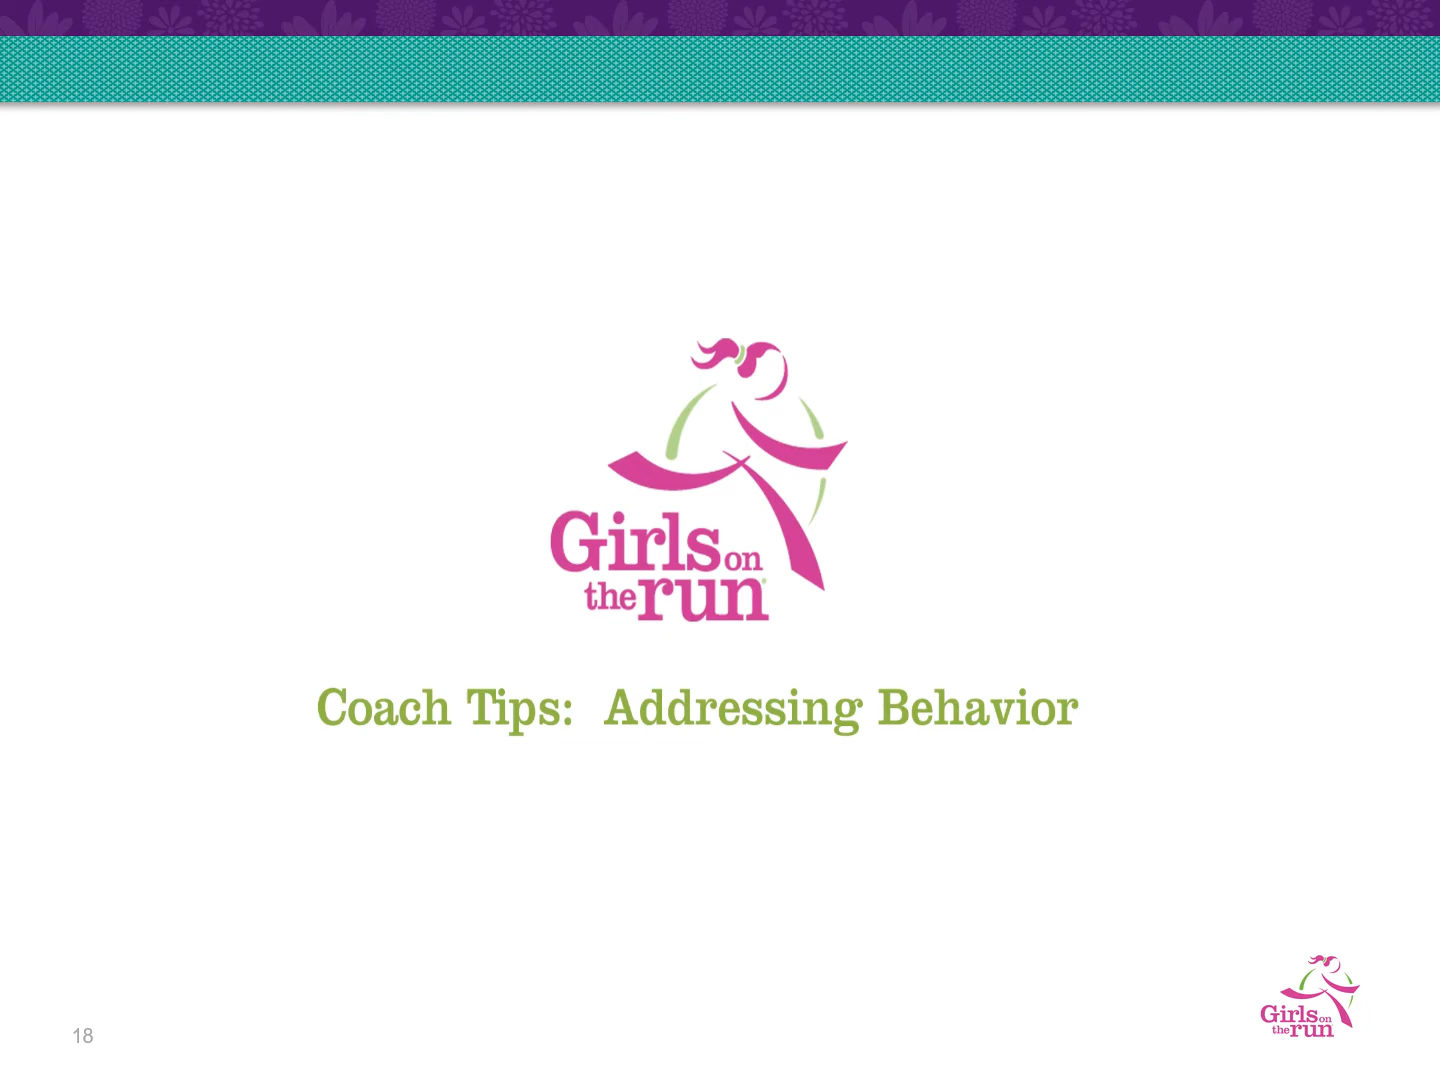 Girls on
the run
Coach Tips:  Addressing Behavior
18
Girls on
the run